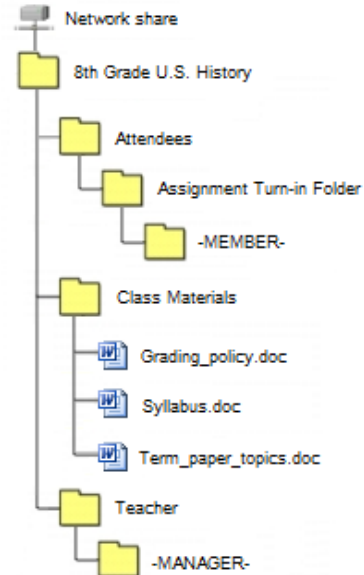 Network share
8th Grade U.S. History
Attendees
Assignment Turn-in Folder
-MEMBER-
Class Materials
Grading_policy.doc
Syllabus.doc
Term_paper_topics.doc
Teacher
-MANAGER-